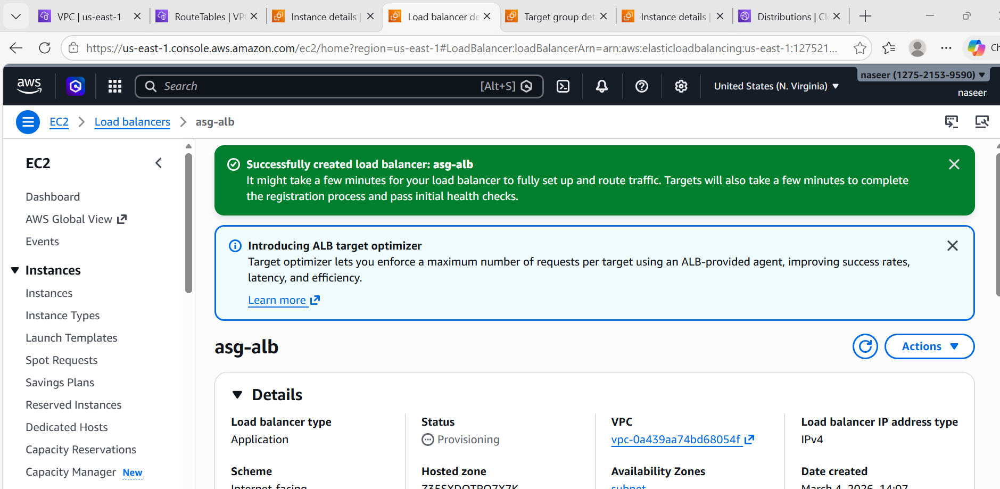 VPC | us-east-1
RouteTables | VPC
Instance details |
Load balancer de
Target group det
Instance details |
Distributions | Clo
https://us-east-1.console.aws.amazon.com/ec2/home?region=us-east-1#LoadBalancer:loadBalancerArn=arn:aws:elasticloadbalancing:us-east-1:127521...
Ch
aws
Search
[Alt+S]
United States (N. Virginia)
naseer (1275-2153-9590)
naseer
EC2 > Load balancers > asg-alb
EC2
Dashboard
AWS Global View
Events
Instances
Instances
Instance Types
Launch Templates
Spot Requests
Savings Plans
Reserved Instances
Dedicated Hosts
Capacity Reservations
Capacity Manager New
Successfully created load balancer: asg-alb
It might take a few minutes for your load balancer to fully set up and route traffic. Targets will also take a few minutes to complete
the registration process and pass initial health checks.
Introducing ALB target optimizer
Target optimizer lets you enforce a maximum number of requests per target using an ALB-provided agent, improving success rates,
latency, and efficiency.
Learn more
asg-alb
Actions
Details
Load balancer type
Application
Status
Provisioning
VPC
vpc-0a439aa74bd68054f
Load balancer IP address type
IPv4
Scheme
Internet-facing
Hosted zone
Z35SXDOTRQ7X7K
Availability Zones
subnet-
Date created
March 4, 2026, 14:07